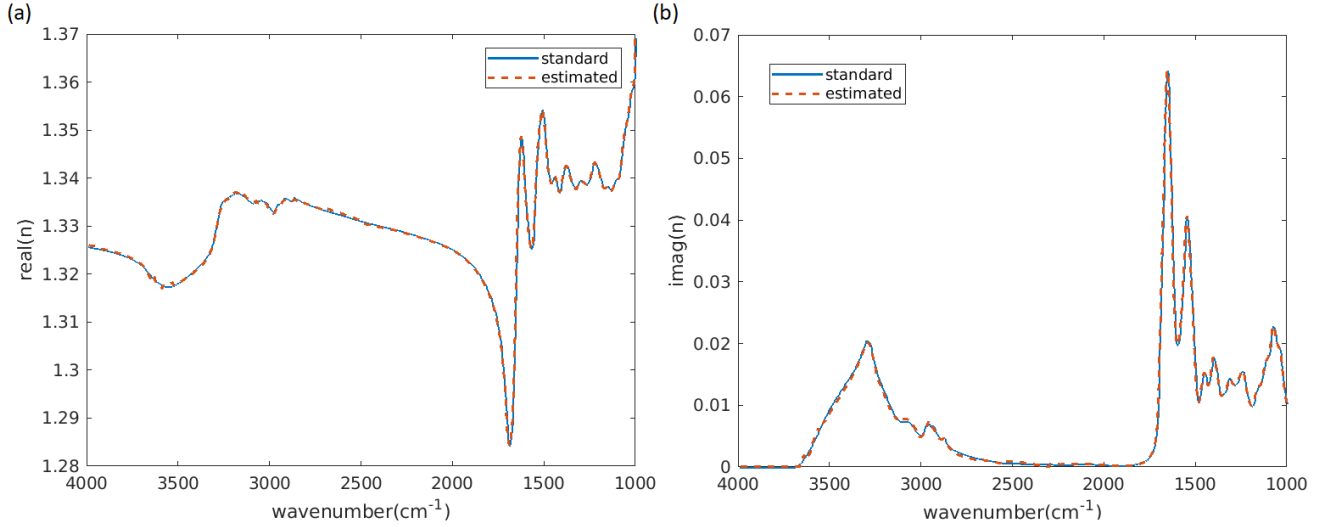 (a)
1.37
1.36
1.35
1.34
1.33
1.32
1.31
1.3
1.29
1.28
real(n)
standard
estimated
4000 3500 3000 2500 2000 1500 1000
wavenumber(cm-1)
(b)
0.07
0.06
0.05
0.04
0.03
0.02
0.01
0
imag(n)
standard
estimated
4000 3500 3000 2500 2000 1500 1000
wavenumber(cm-1)